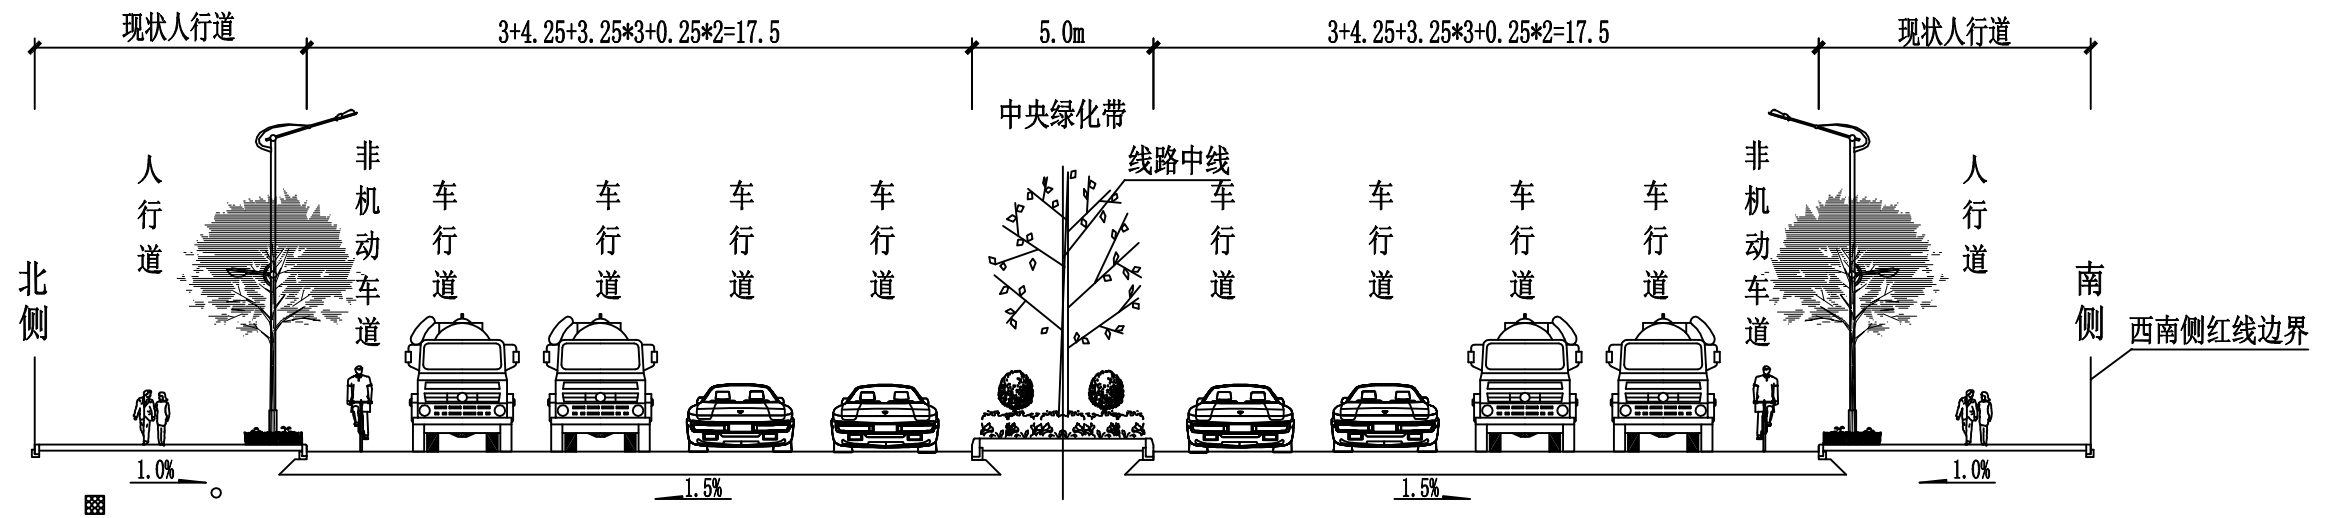 现状人行道
3+4.25+3.25*3+0.25*2=17.5
5.0m
3+4.25+3.25*3+0.25*2=17.5
现状人行道
中央绿化带
线路中线
人行道
非机动车道
车行道
车行道
车行道
车行道
车行道
车行道
车行道
车行道
非机动车道
人行道
北侧
南侧
西南侧红线边界
1.0%
1.5%
1.5%
1.0%